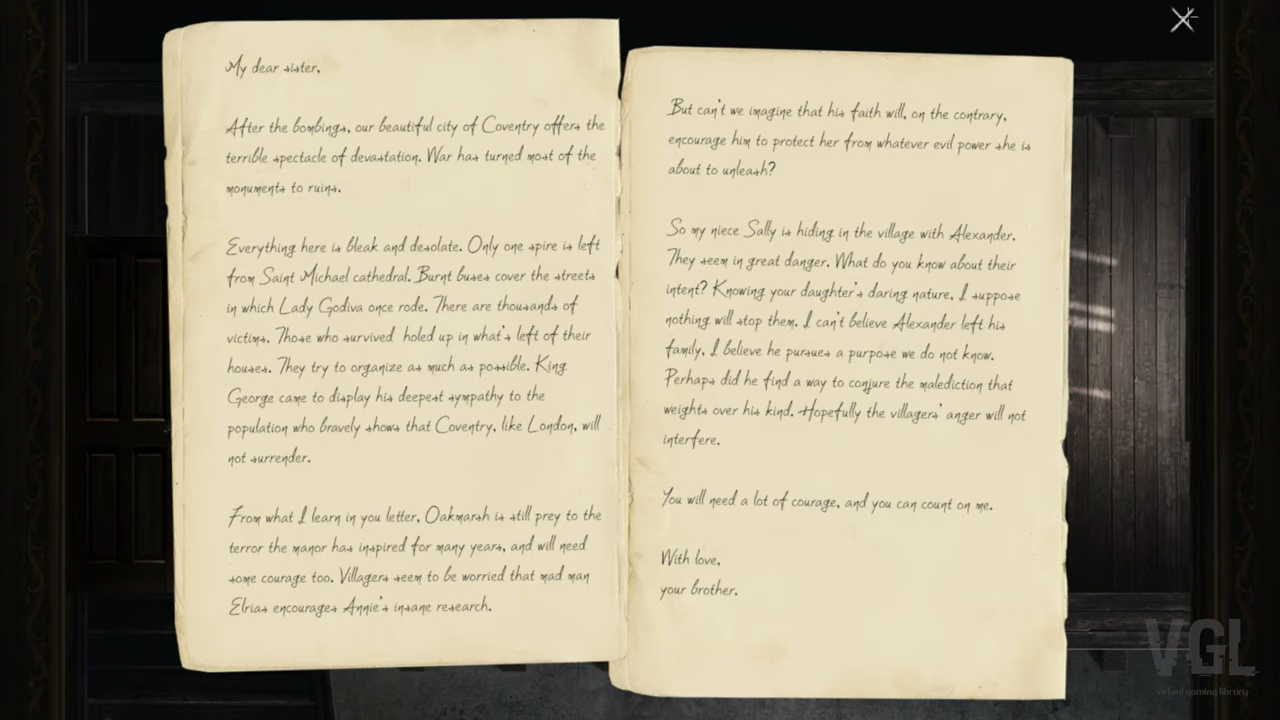 My dear sister,
After the bombings, our beautiful city of Coventry offers the
terrible spectacle of devastation. War has turned most of the
monuments to ruins.
Everything here is bleak and desolate. Only one spire is left
from Saint Michael cathedral. Burnt buses cover the streets
in which Lady Godiva once rode. There are thousands of
victims. Those who survived holed up in what's left of their
houses. They try to organize as much as possible. King
George came to display his deepest sympathy to the
population who bravely shows that Coventry, like London, will
not surrender.
From what I learn in you letter, Oakmarsh is still prey to the
terror the manor has inspired for many years, and will need
some courage too. Villagers seem to be worried that mad man
Elrias encourages Annie's insane research.
But can't we imagine that his faith will, on the contrary,
encourage him to protect her from whatever evil power she is
about to unleash?
So my niece Sally is hiding in the village with Alexander.
They seem in great danger. What do you know about their
intent? Knowing your daughter's daring nature, I suppose
nothing will stop them. I can't believe Alexander left his
family, I believe he pursues a purpose we do not know.
Perhaps did he find a way to conjure the malediction that
weights over his kind. Hopefully the villagers' anger will not
interfere.
You will need a lot of courage, and you can count on me.
With love,
your brother.
VGL
virtual gaming library